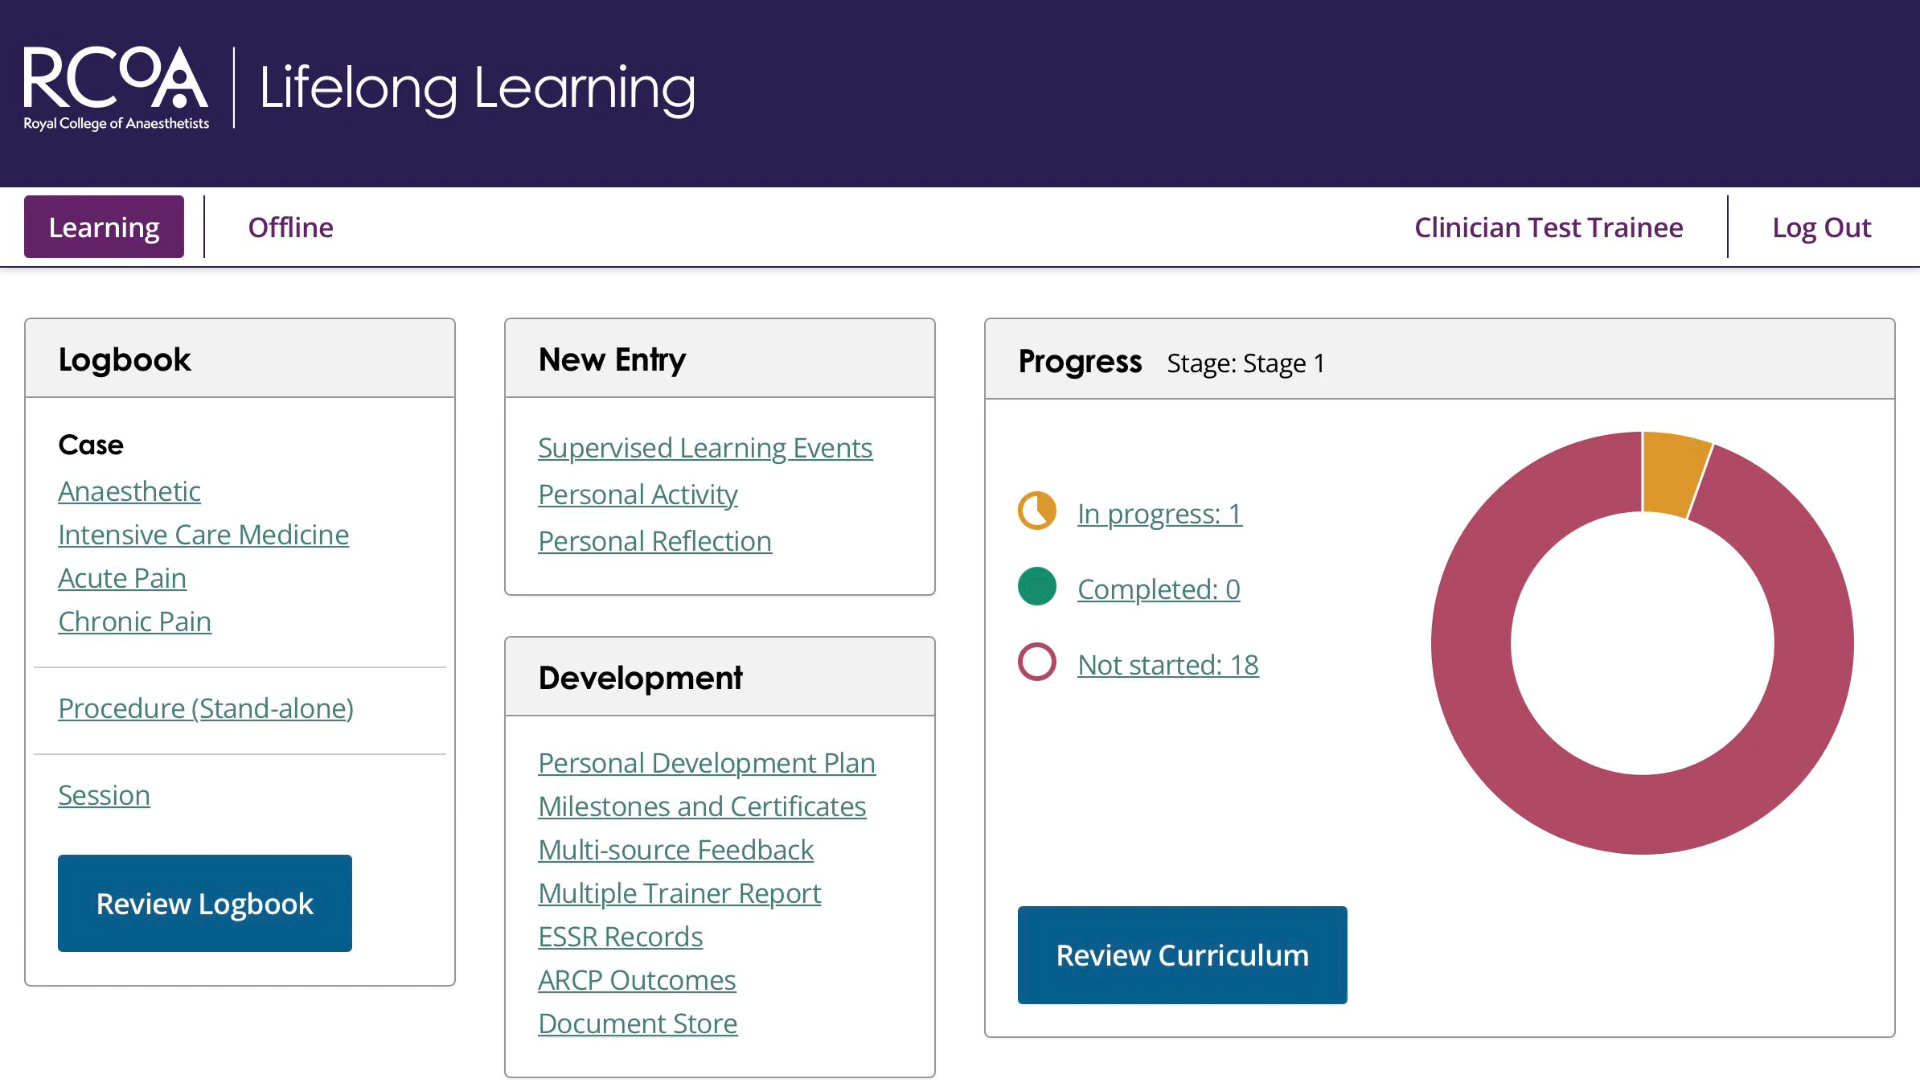 RCOA
Royal College of Anaesthetists
Lifelong Learning
Learning
Offline
Clinician Test Trainee
Log Out
Logbook
Case
Anaesthetic
Intensive Care Medicine
Acute Pain
Chronic Pain
Procedure (Stand-alone)
Session
Review Logbook
New Entry
Supervised Learning Events
Personal Activity
Personal Reflection
Development
Personal Development Plan
Milestones and Certificates
Multi-source Feedback
Multiple Trainer Report
ESSR Records
ARCP Outcomes
Document Store
Progress Stage: Stage 1
In progress: 1
Completed: 0
Not started: 18
Review Curriculum